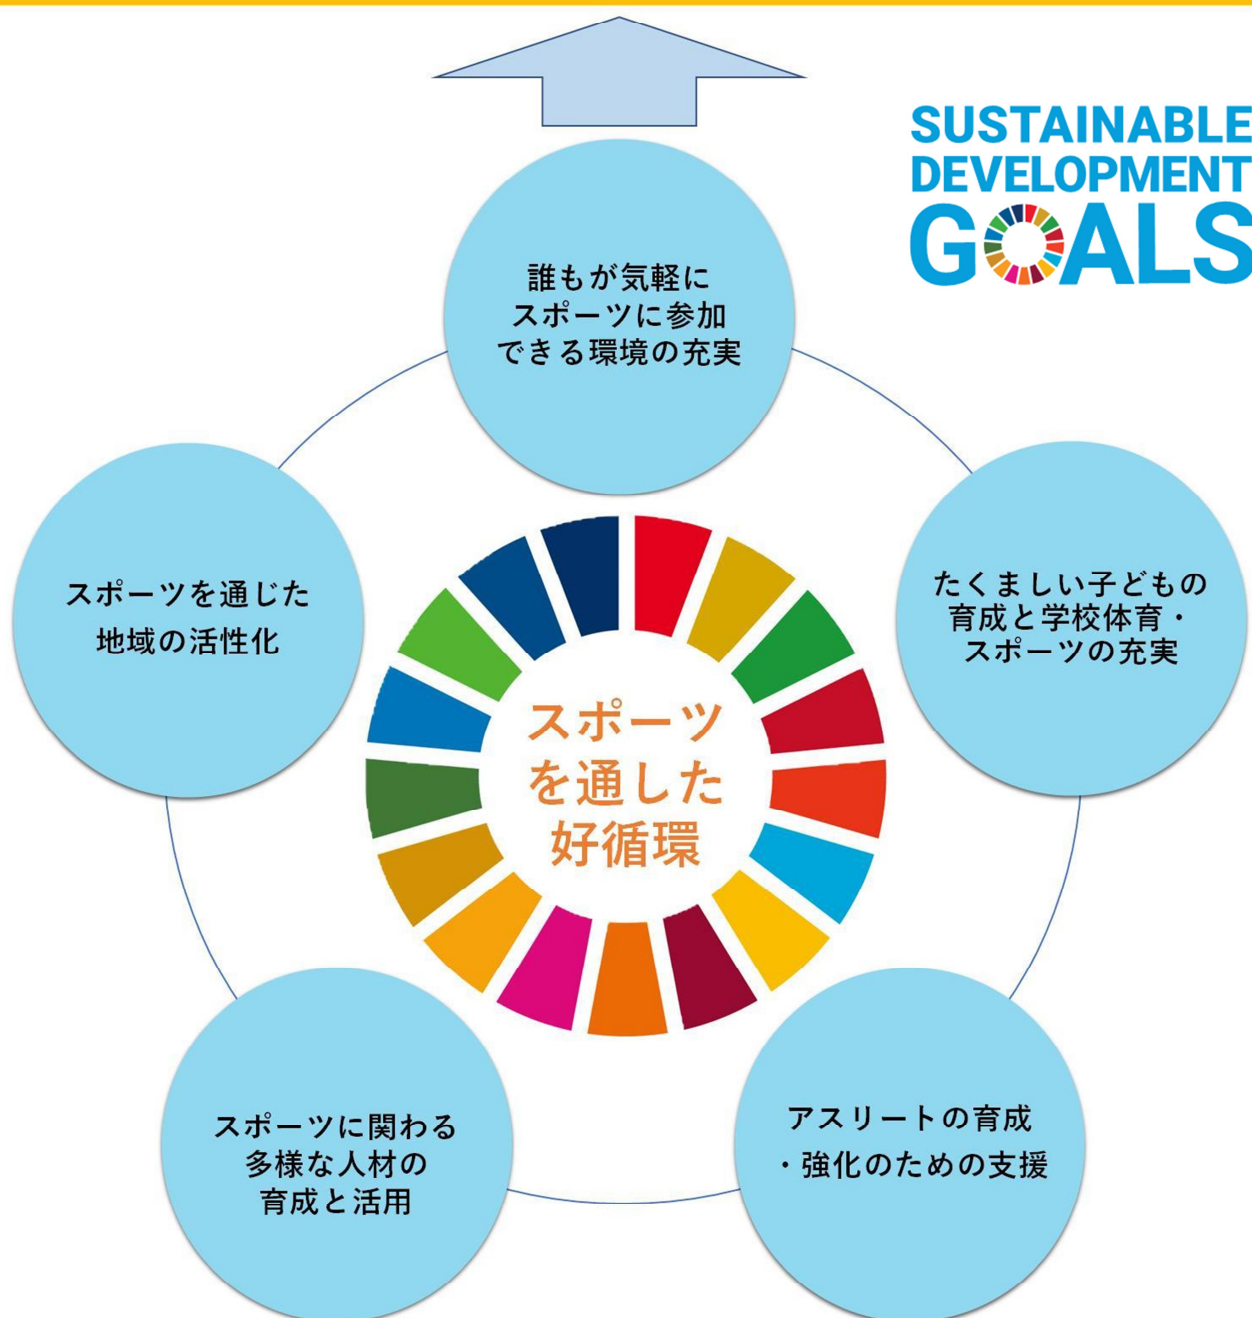 SUSTAINABLE
DEVELOPMENT
GOALS
誰もが気軽に
スポーツに参加
できる環境の充実
スポーツを通じた
地域の活性化
たくましい子どもの
育成と学校体育・
スポーツの充実
スポーツ
を通した
好循環
スポーツに関わる
多様な人材の
育成と活用
アスリートの育成
・強化のための支援